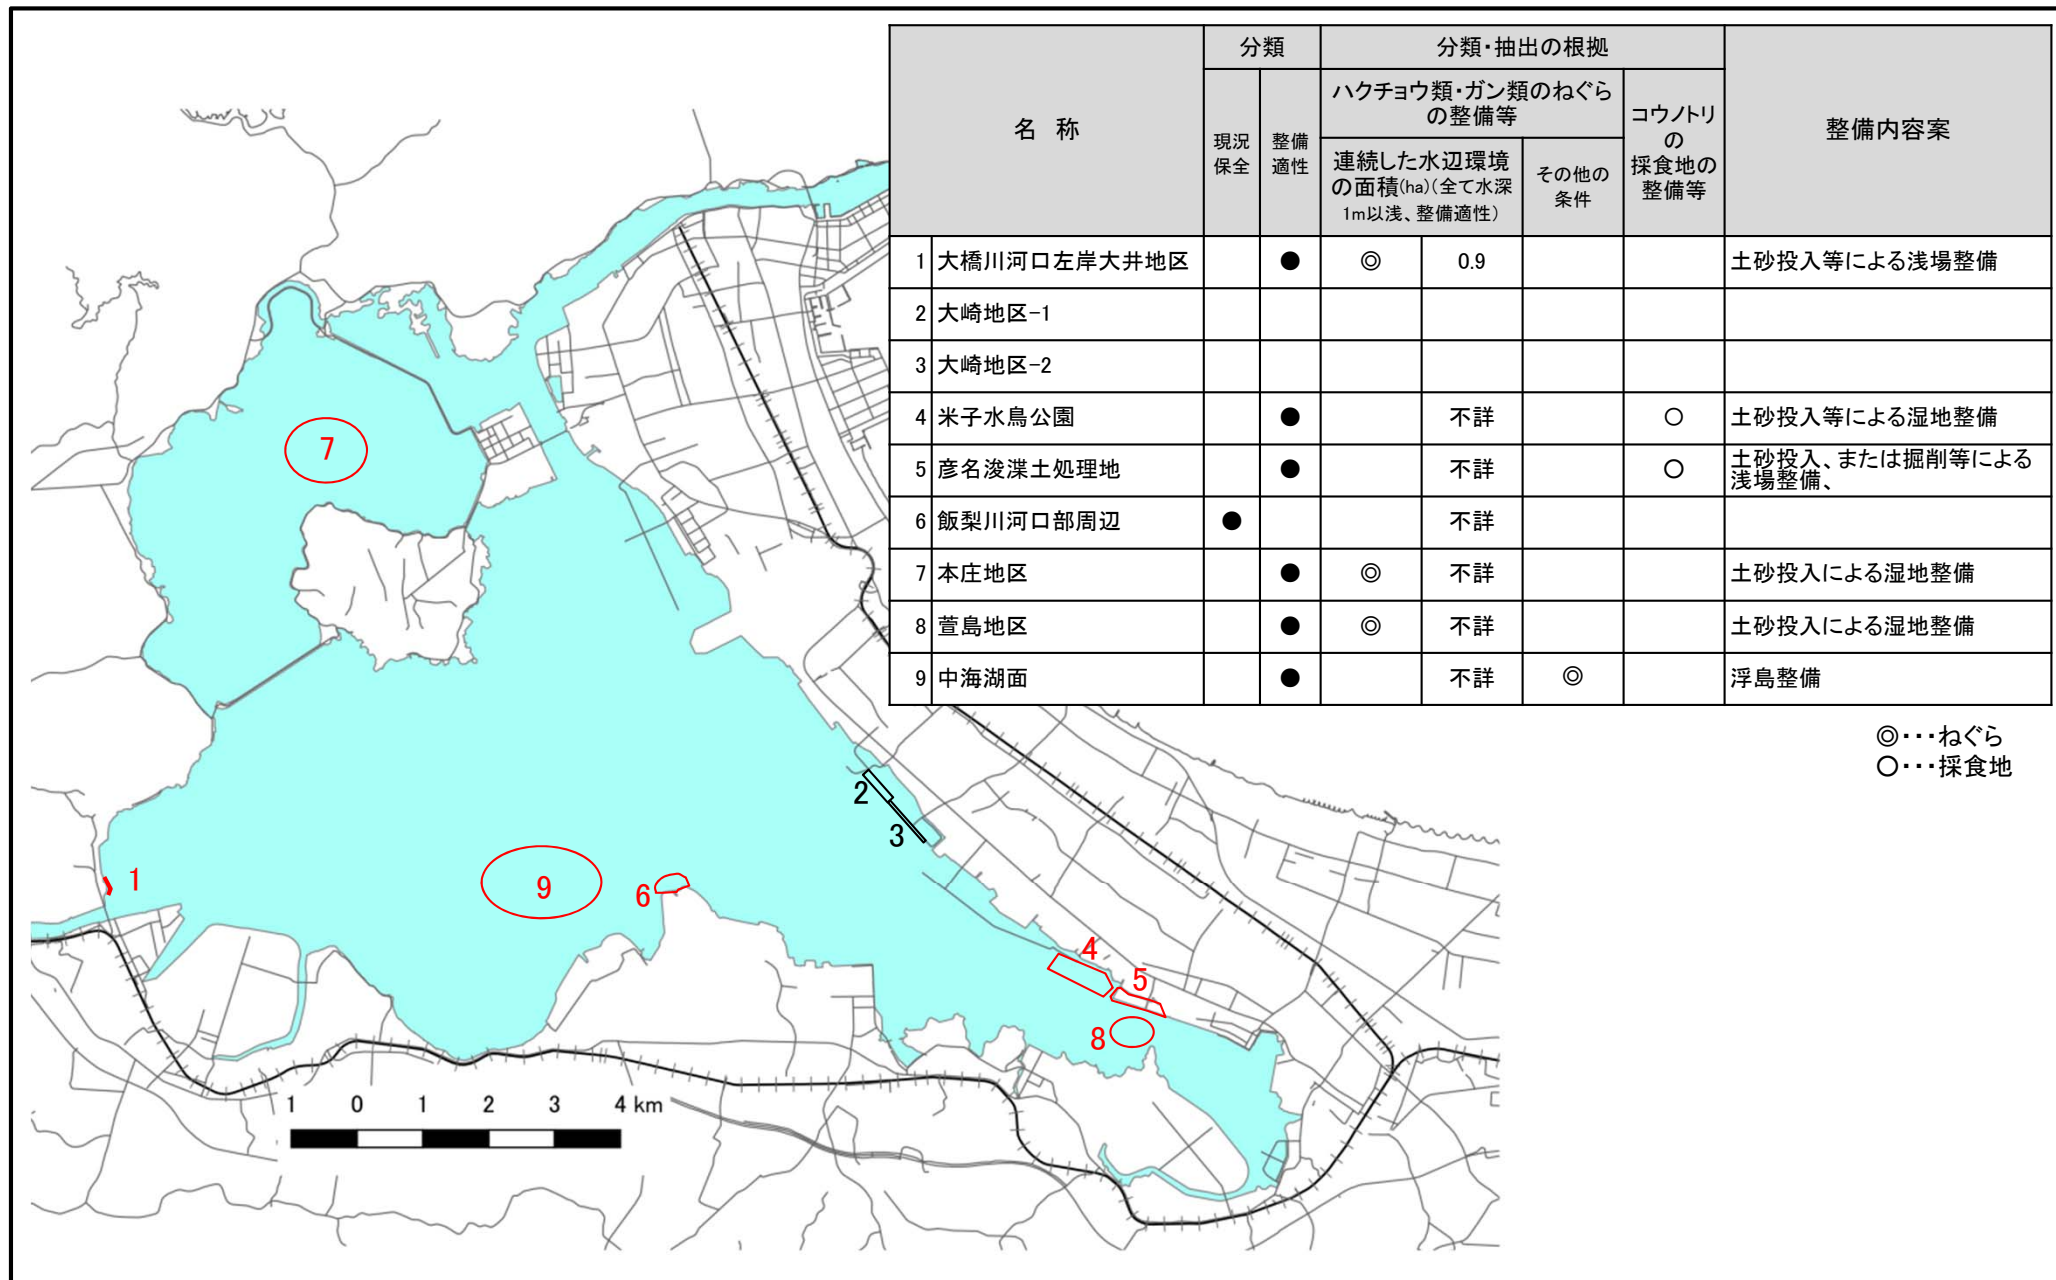 名 称
分類
分類・抽出の根拠
整備内容案
現況
保全
整備
適性
ハクチョウ類・ガン類のねぐら
の整備等
コウノトリ
の
採食地の
整備等
連続した水辺環境
の面積(ha)(全て水深
1m以浅、整備適性)
その他の
条件
1 大橋川河口左岸大井地区 ● ◎ 0.9 土砂投入等による浅場整備
2 大崎地区-1
3 大崎地区-2
4 米子水鳥公園 ● 不詳 ○ 土砂投入等による湿地整備
5 彦名浚渫土処理地 ● 不詳 ○ 土砂投入、または掘削等による
浅場整備、
6 飯梨川河口部周辺 ● 不詳
7 本庄地区 ● ◎ 不詳 土砂投入による湿地整備
8 萱島地区 ● ◎ 不詳 土砂投入による湿地整備
9 中海湖面 ● 不詳 ◎ 浮島整備
◎・・・ねぐら
○・・・採食地
7
2
3
1
9
6
4
5
8
1 0 1 2 3 4 km